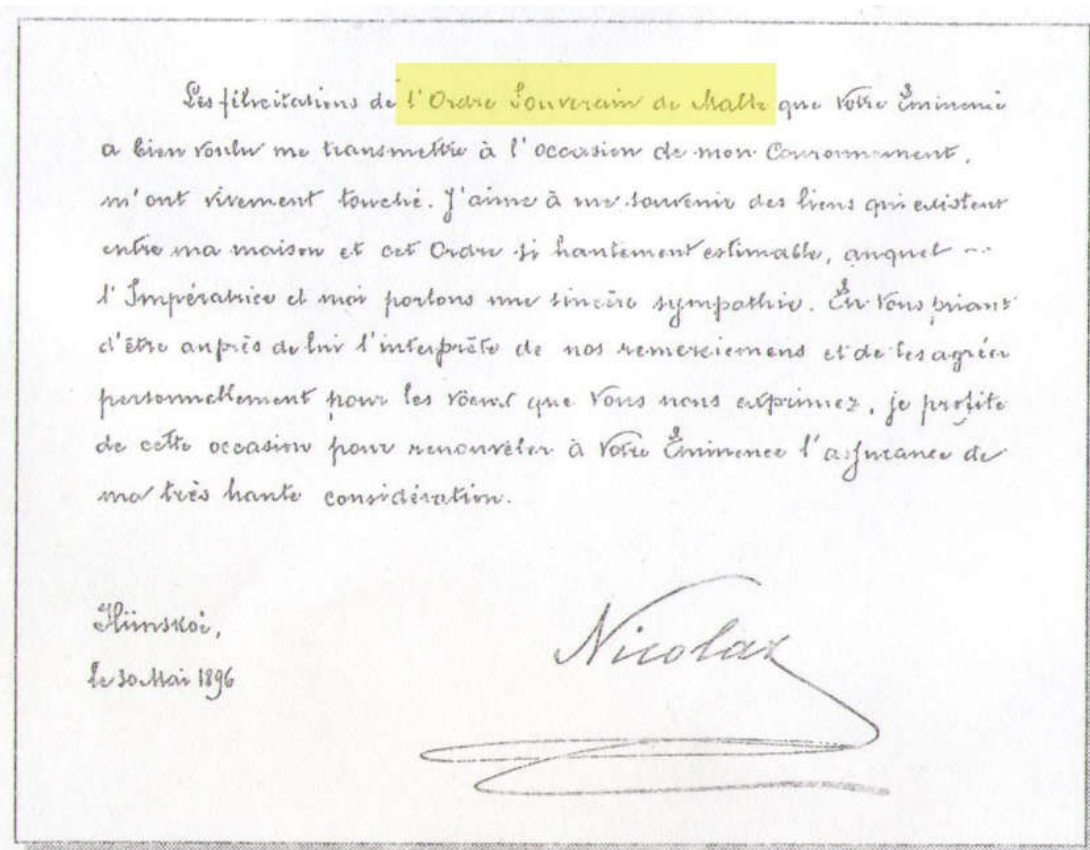 Les félicitations de l'Ordre Souverain de Malte que Votre Éminence
a bien voulu me transmettre à l'occasion de mon Couronnement,
m'ont vivement touché. J'aime à me souvenir des liens qui existent
entre ma maison et cet Ordre si hautement estimable, auquel
l'Impératrice et moi portons une sincère sympathie. En Vous priant
d'être auprès de lui l'interprète de nos remerciemens et de les agréer
personnellement pour les vœux que Vous nous exprimez, je profite
de cette occasion pour renouveler à Votre Éminence l'assurance de
ma très haute considération.
Iliinskoè,
le 30 Mai 1896
Nicolas